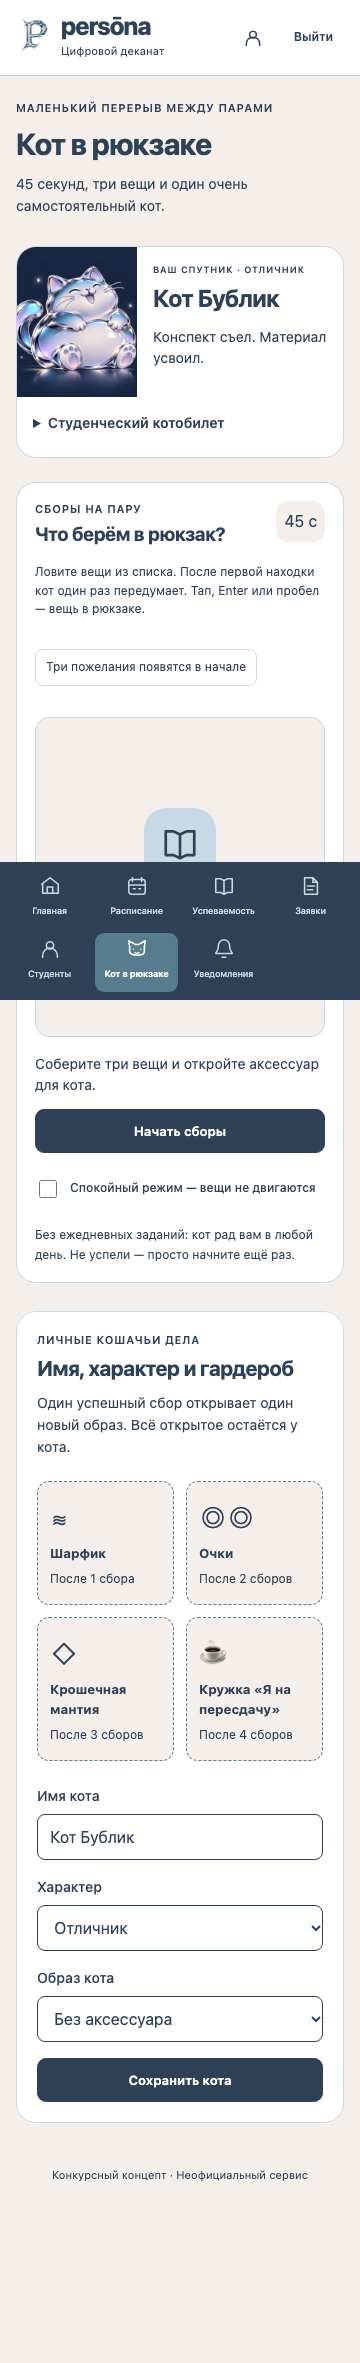 persōna
Цифровой деканат
Выйти
МАЛЕНЬКИЙ ПЕРЕРЫВ МЕЖДУ ПАРАМИ
Кот в рюкзаке
45 секунд, три вещи и один очень
самостоятельный кот.
ВАШ СПУТНИК · ОТЛИЧНИК
Кот Бублик
Конспект съел. Материал
усвоил.
Студенческий котобилет
СБОРЫ НА ПАРУ
Что берём в рюкзак?
45 с
Ловите вещи из списка. После первой находки
кот один раз передумает. Тап, Enter или пробел
— вещь в рюкзаке.
Три пожелания появятся в начале
Главная
Расписание
Успеваемость
Заявки
Студенты
Кот в рюкзаке
Уведомления
Соберите три вещи и откройте аксессуар
для кота.
Начать сборы
Спокойный режим — вещи не двигаются
Без ежедневных заданий: кот рад вам в любой
день. Не успели — просто начните ещё раз.
ЛИЧНЫЕ КОШАЧЬИ ДЕЛА
Имя, характер и гардероб
Один успешный сбор открывает один
новый образ. Всё открытое остаётся у
кота.
Шарфик
После 1 сбора
Очки
После 2 сборов
Крошечная
мантия
После 3 сборов
Кружка «Я на
пересдачу»
После 4 сборов
Имя кота
Кот Бублик
Характер
Отличник
Образ кота
Без аксессуара
Сохранить кота
Конкурсный концепт · Неофициальный сервис